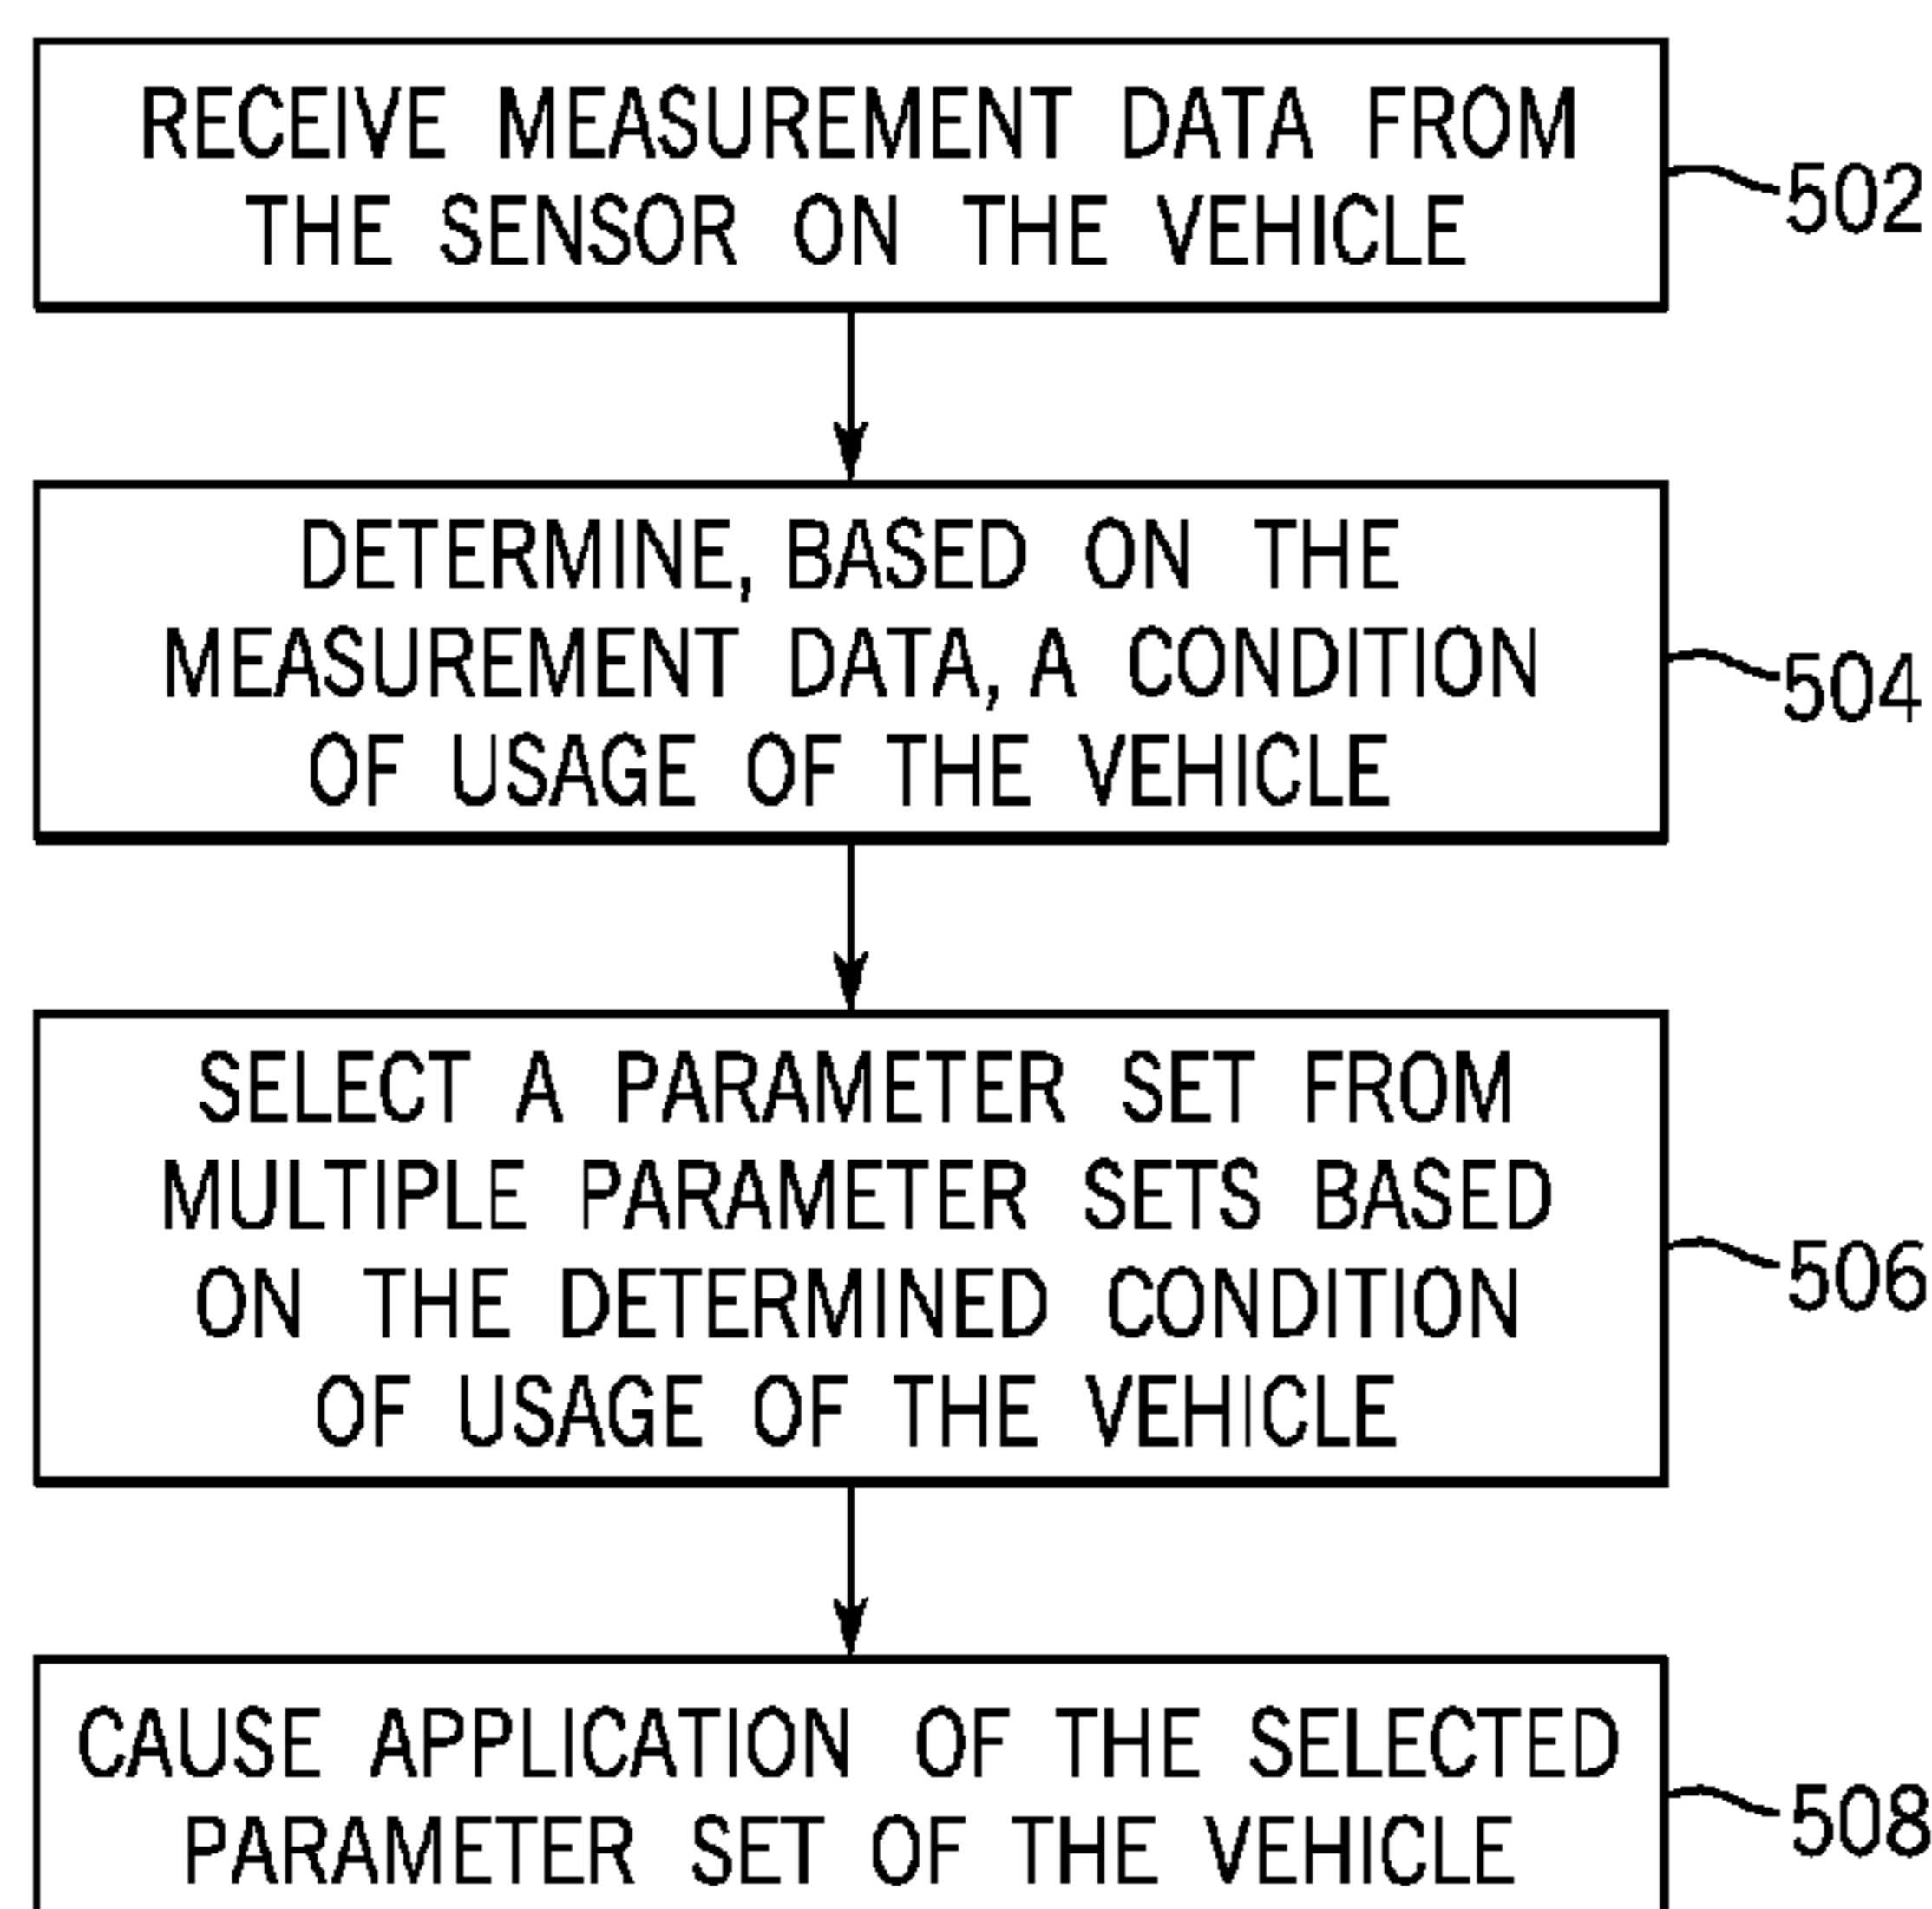 RECEIVE MEASUREMENT DATA FROM
THE SENSOR ON THE VEHICLE
502
DETERMINE, BASED ON THE
MEASUREMENT DATA, A CONDITION
OF USAGE OF THE VEHICLE
504
SELECT A PARAMETER SET FROM
MULTIPLE PARAMETER SETS BASED
ON THE DETERMINED CONDITION
OF USAGE OF THE VEHICLE
506
CAUSE APPLICATION OF THE SELECTED
PARAMETER SET OF THE VEHICLE
508